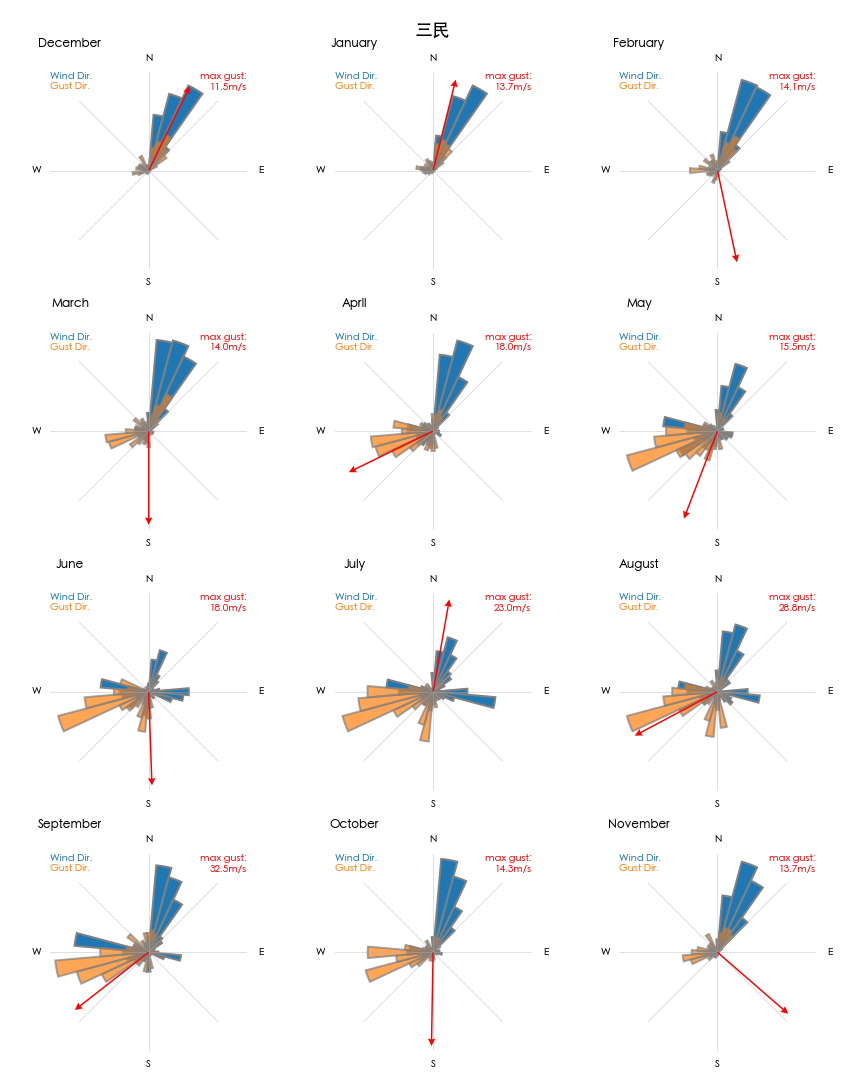 三民
December
January
February
N
N
N
Wind Dir.
max gust:
Wind Dir.
max gust:
Wind Dir.
max gust:
Gust Dir.
11.5m/s
Gust Dir.
13.7m/s
Gust Dir.
14.1m/s
W
E
W
E
W
E
S
S
S
March
April
May
N
N
N
Wind Dir.
max gust:
Wind Dir.
max gust:
Wind Dir.
max gust:
Gust Dir.
14.0m/s
Gust Dir.
18.0m/s
Gust Dir.
15.5m/s
W
E
W
E
W
E
S
S
S
June
July
August
N
N
N
Wind Dir.
max gust:
Wind Dir.
max gust:
Wind Dir.
max gust:
Gust Dir.
18.0m/s
Gust Dir.
23.0m/s
Gust Dir.
28.8m/s
W
E
W
E
W
E
S
S
S
September
October
November
N
N
N
Wind Dir.
max gust:
Wind Dir.
max gust:
Wind Dir.
max gust:
Gust Dir.
32.5m/s
Gust Dir.
14.3m/s
Gust Dir.
13.7m/s
W
E
W
E
W
E
S
S
S